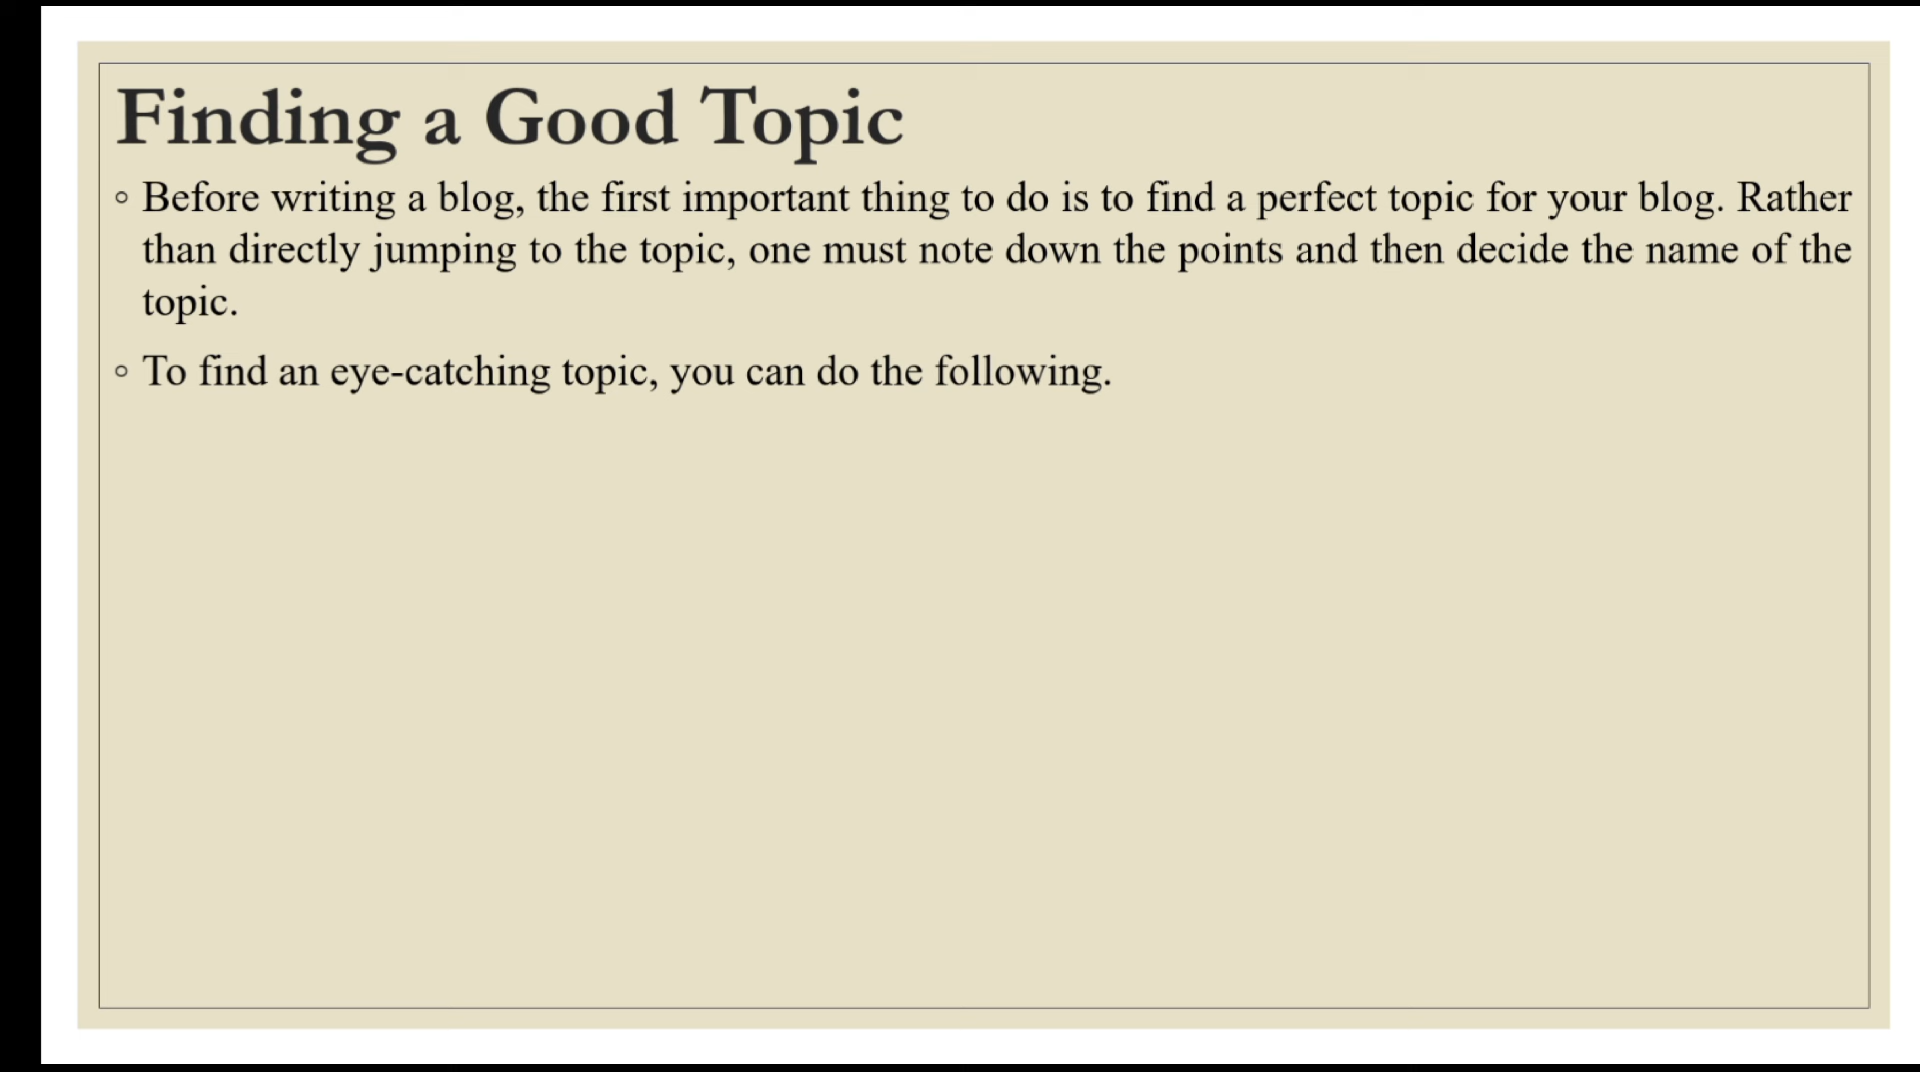 Finding a Good Topic
◦ Before writing a blog, the first important thing to do is to find a perfect topic for your blog. Rather
than directly jumping to the topic, one must note down the points and then decide the name of the
topic.
◦ To find an eye-catching topic, you can do the following.